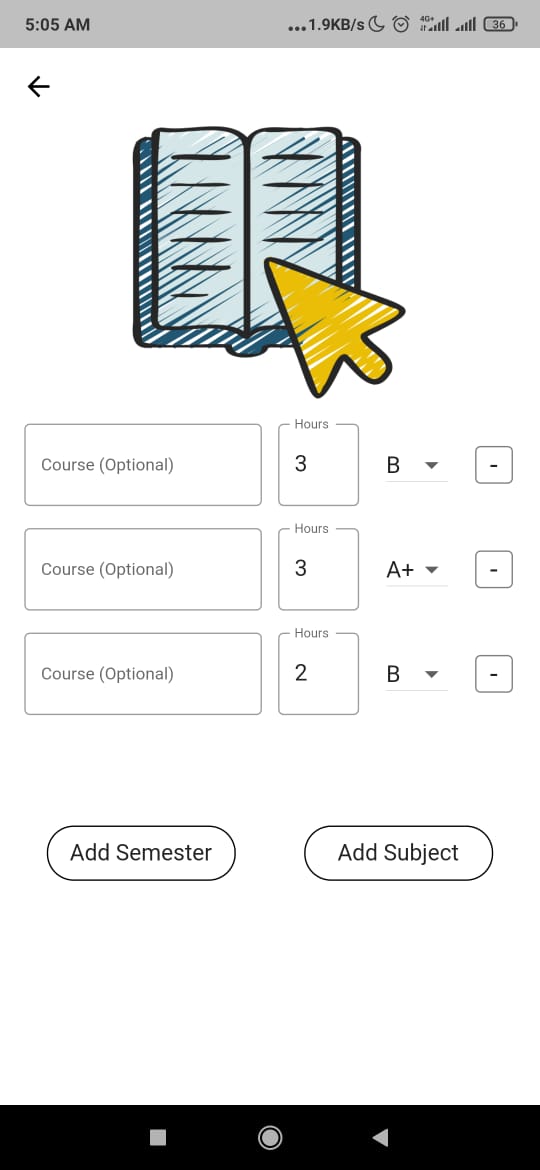 5:05 AM ...1.9KB/s 4G+ 36
Hours
Course (Optional) 3 B -
Hours
Course (Optional) 3 A+ -
Hours
Course (Optional) 2 B -
Add Semester Add Subject